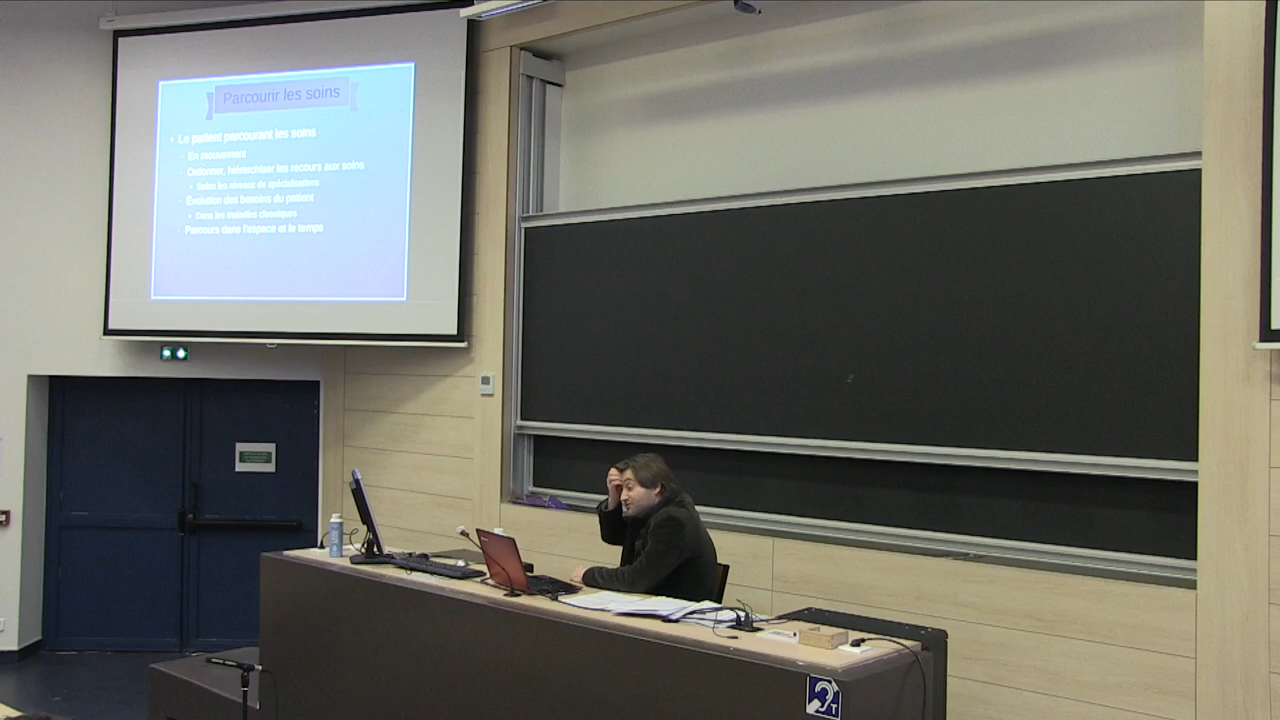 Parcourir les soins
• Le patient parcourant les soins
- En mouvement
- Ordonner, hiérarchiser les recours aux soins
• Selon les niveaux de spécialisations
- Évolution des besoins du patient
• Dans les maladies chroniques
- Parcours dans l'espace et le temps
T